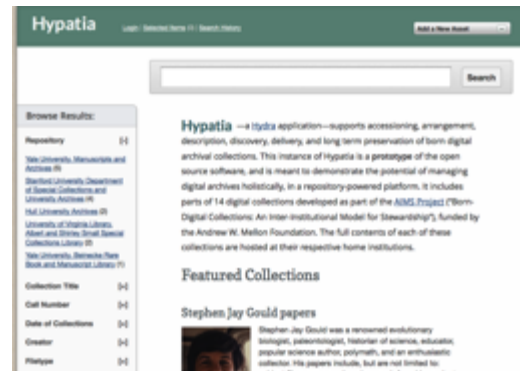 Hypatia
Login | Selected Items (0) | Search History
Add a New Asset
Search
Browse Results:
Repository [-]
Yale University, Manuscripts and
Archives (5)
Stanford University Department
of Special Collections and
University Archives (4)
Hull University Archives (2)
University of Virginia Library,
Albert and Shirley Small Special
Collections Library (2)
Yale University, Beinecke Rare
Book and Manuscript Library (1)
Collection Title [+]
Call Number [+]
Date of Collections [+]
Creator [+]
Filetype [+]
Hypatia —a Hydra application—supports accessioning, arrangement,
description, discovery, delivery, and long term preservation of born digital
archival collections. This instance of Hypatia is a prototype of the open
source software, and is meant to demonstrate the potential of managing
digital archives holistically, in a repository-powered platform. It includes
parts of 14 digital collections developed as part of the AIMS Project ("Born-
Digital Collections: An Inter-Institutional Model for Stewardship"), funded by
the Andrew W. Mellon Foundation. The full contents of each of these
collections are hosted at their respective home institutions.
Featured Collections
Stephen Jay Gould papers
Stephen Jay Gould was a renowned evolutionary
biologist, paleontologist, historian of science, educator,
popular science author, polymath, and an enthusiastic
collector. His papers include, but are not limited to: